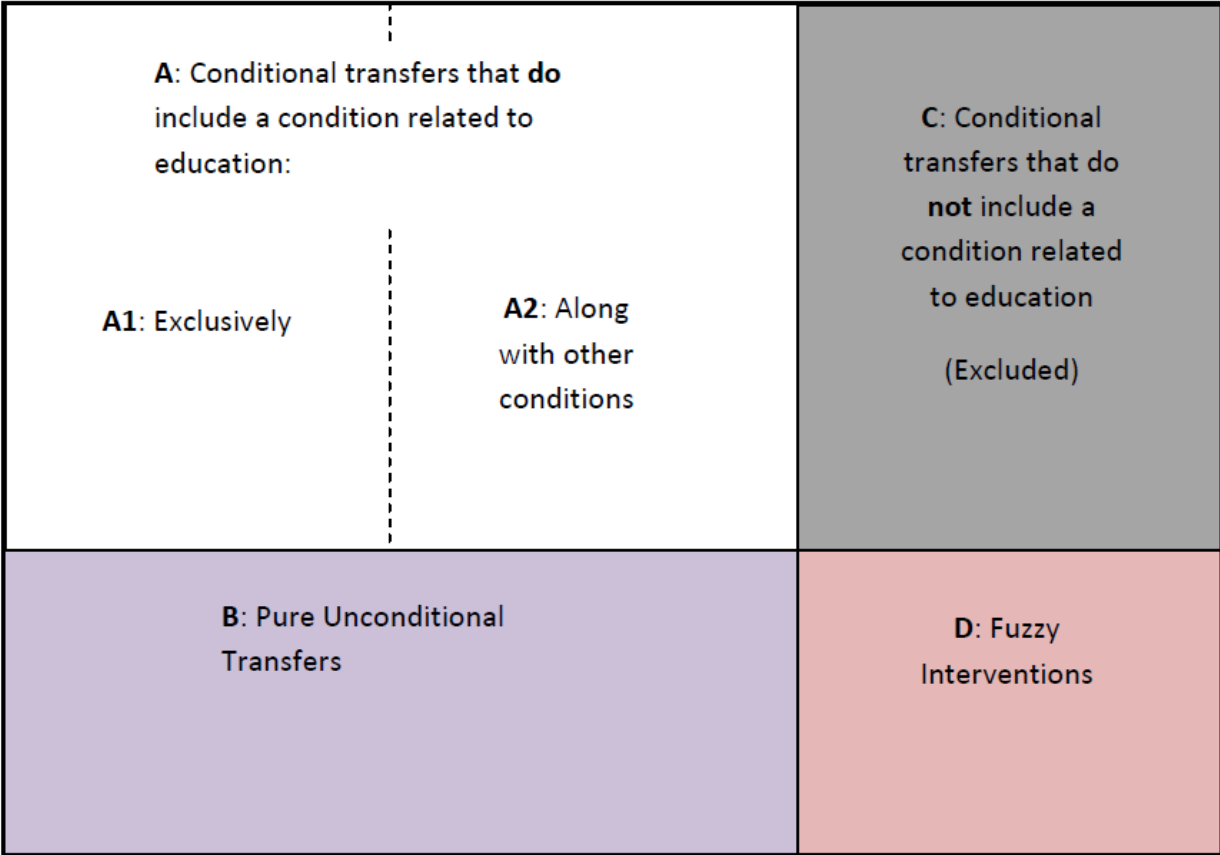 A: Conditional transfers that do
include a condition related to
education:
A1: Exclusively
A2: Along
with other
conditions
C: Conditional
transfers that do
not include a
condition related
to education
(Excluded)
B: Pure Unconditional
Transfers
D: Fuzzy
Interventions